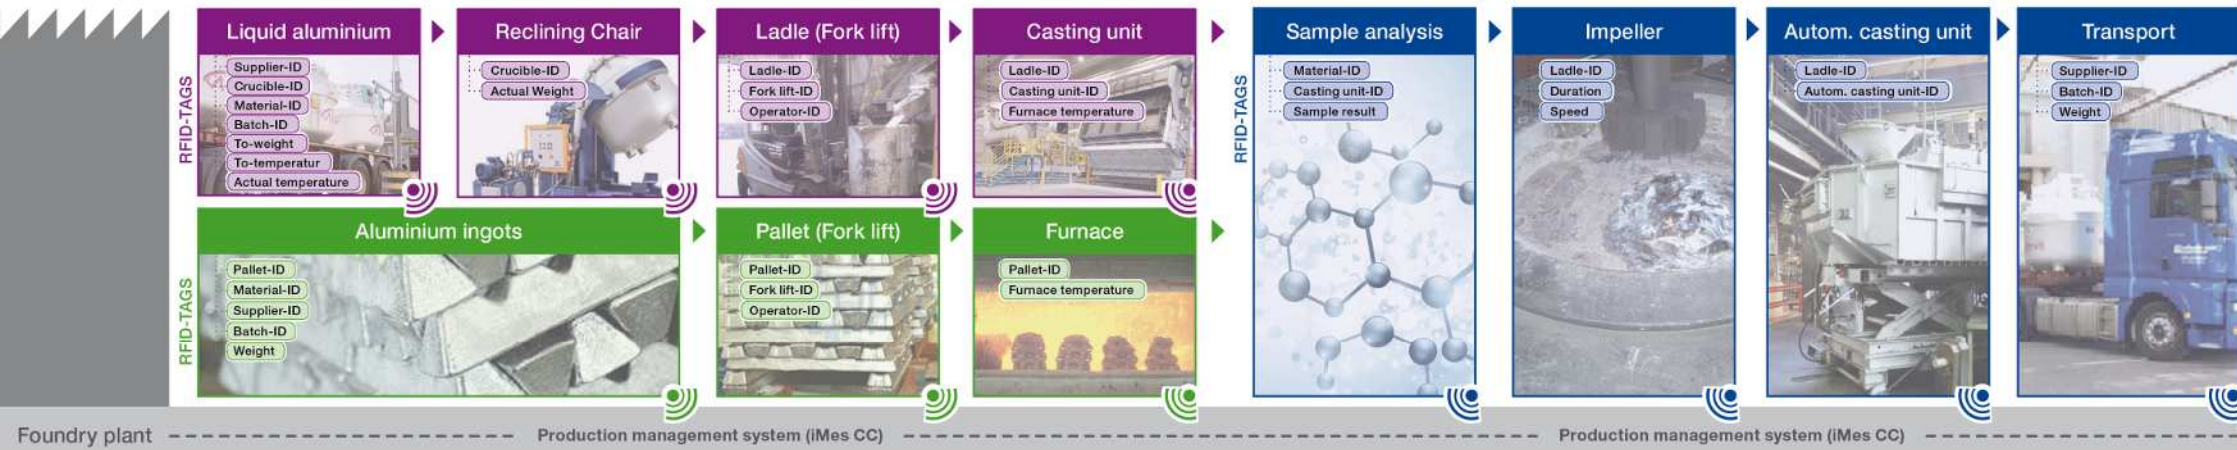 Liquid aluminium
RFID-TAGS
Supplier-ID
Crucible-ID
Material-ID
Batch-ID
To-weight
To-temperatur
Actual temperature
Reclining Chair
Crucible-ID
Actual Weight
Ladle (Fork lift)
Ladle-ID
Fork lift-ID
Operator-ID
Casting unit
Ladle-ID
Casting unit-ID
Furnace temperature
Aluminium ingots
RFID-TAGS
Pallet-ID
Material-ID
Supplier-ID
Batch-ID
Weight
Pallet (Fork lift)
Pallet-ID
Fork lift-ID
Operator-ID
Furnace
Pallet-ID
Furnace temperature
Sample analysis
RFID-TAGS
Material-ID
Casting unit-ID
Sample result
Impeller
Ladle-ID
Duration
Speed
Autom. casting unit
Ladle-ID
Autom. casting unit-ID
Transport
Supplier-ID
Batch-ID
Weight
Foundry plant
Production management system (iMes CC)
Production management system (iMes CC)